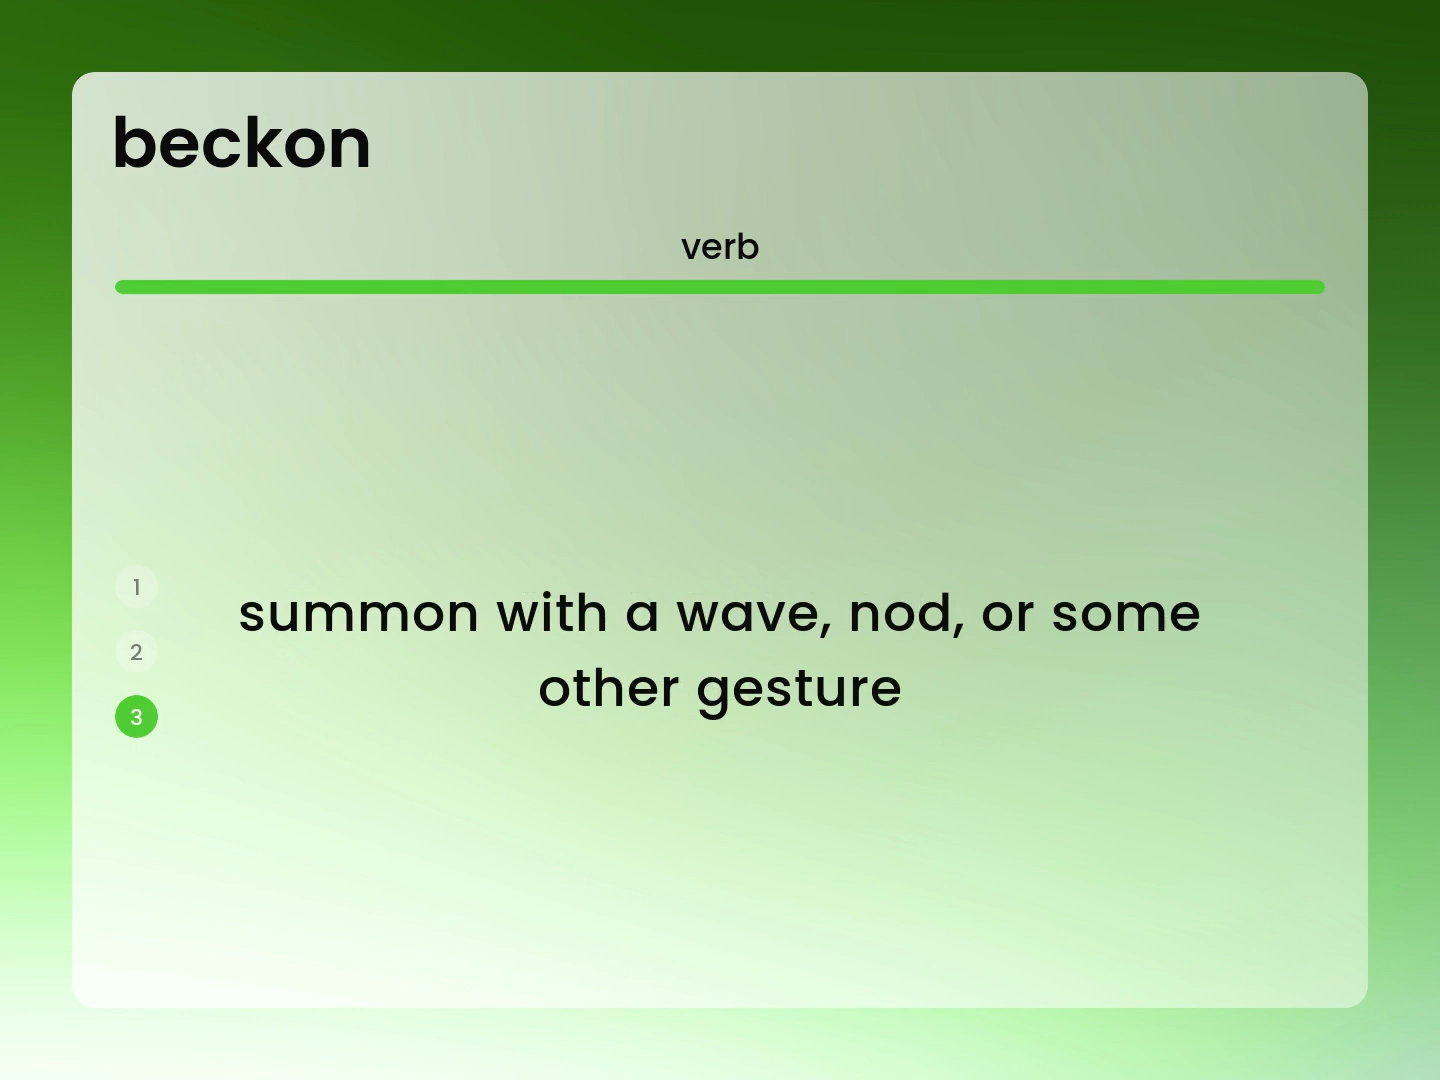 beckon
verb
1
2
3
summon with a wave, nod, or some
other gesture